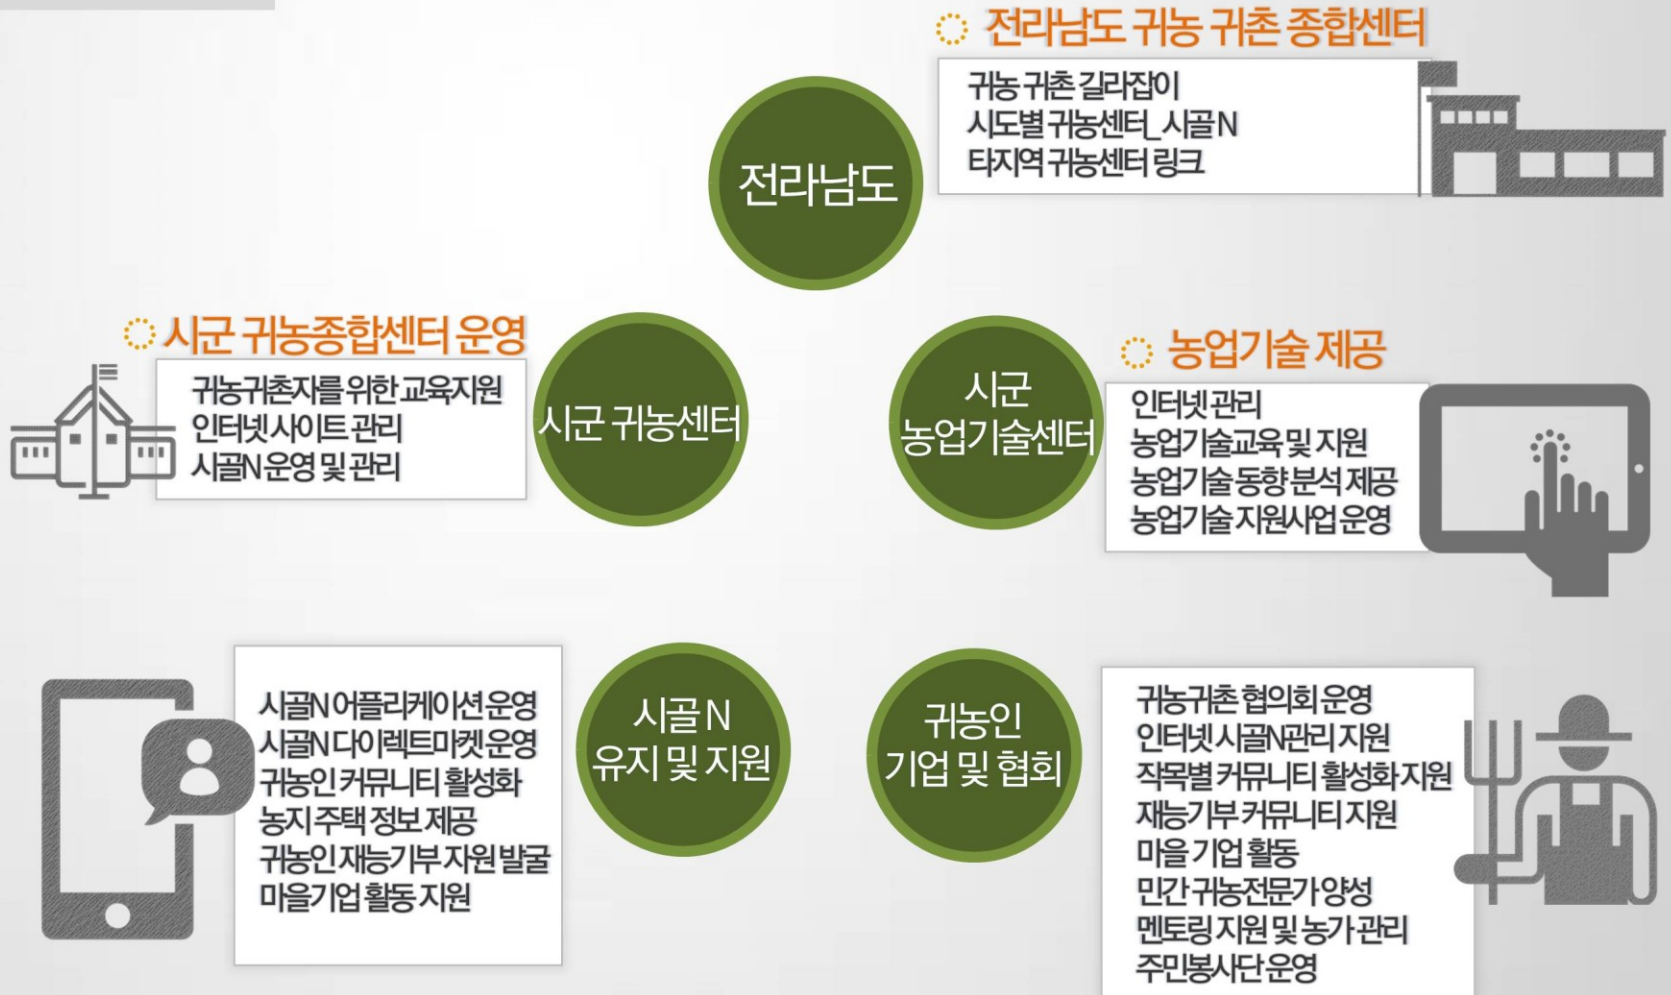 전라남도 귀농 귀촌 종합센터
귀농 귀촌 길라잡이
시도별 귀농센터_시골 N
타지역 귀농센터 링크
전라남도
시군 귀농종합센터 운영
귀농귀촌자를 위한 교육지원
인터넷 사이트 관리
시골N 운영 및 관리
시군 귀농센터
시군
농업기술센터
농업기술 제공
인터넷 관리
농업기술교육 및 지원
농업기술 동향 분석 제공
농업기술 지원사업 운영
시골N 어플리케이션 운영
시골N 다이렉트마켓 운영
귀농인 커뮤니티 활성화
농지 주택 정보 제공
귀농인 재능기부 자원 발굴
마을기업 활동 지원
시골 N
유지 및 지원
귀농인
기업 및 협회
귀농귀촌 협의회 운영
인터넷 시골N관리 지원
작목별 커뮤니티 활성화 지원
재능기부 커뮤니티 지원
마을 기업 활동
민간 귀농전문가 양성
멘토링 지원 및 농가 관리
주민봉사단 운영